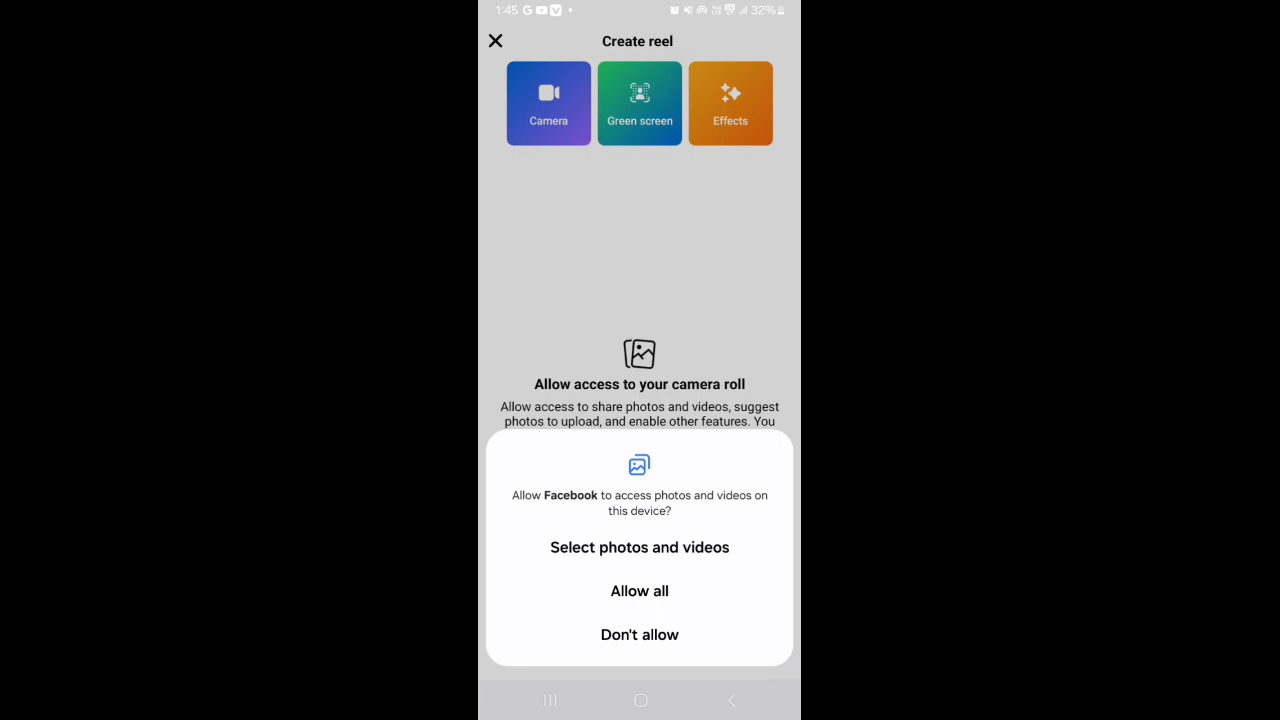 1:45
32%
Create reel
Camera
Green screen
Effects
Allow access to your camera roll
Allow access to share photos and videos, suggest
photos to upload, and enable other features. You
Allow Facebook to access photos and videos on
this device?
Select photos and videos
Allow all
Don't allow